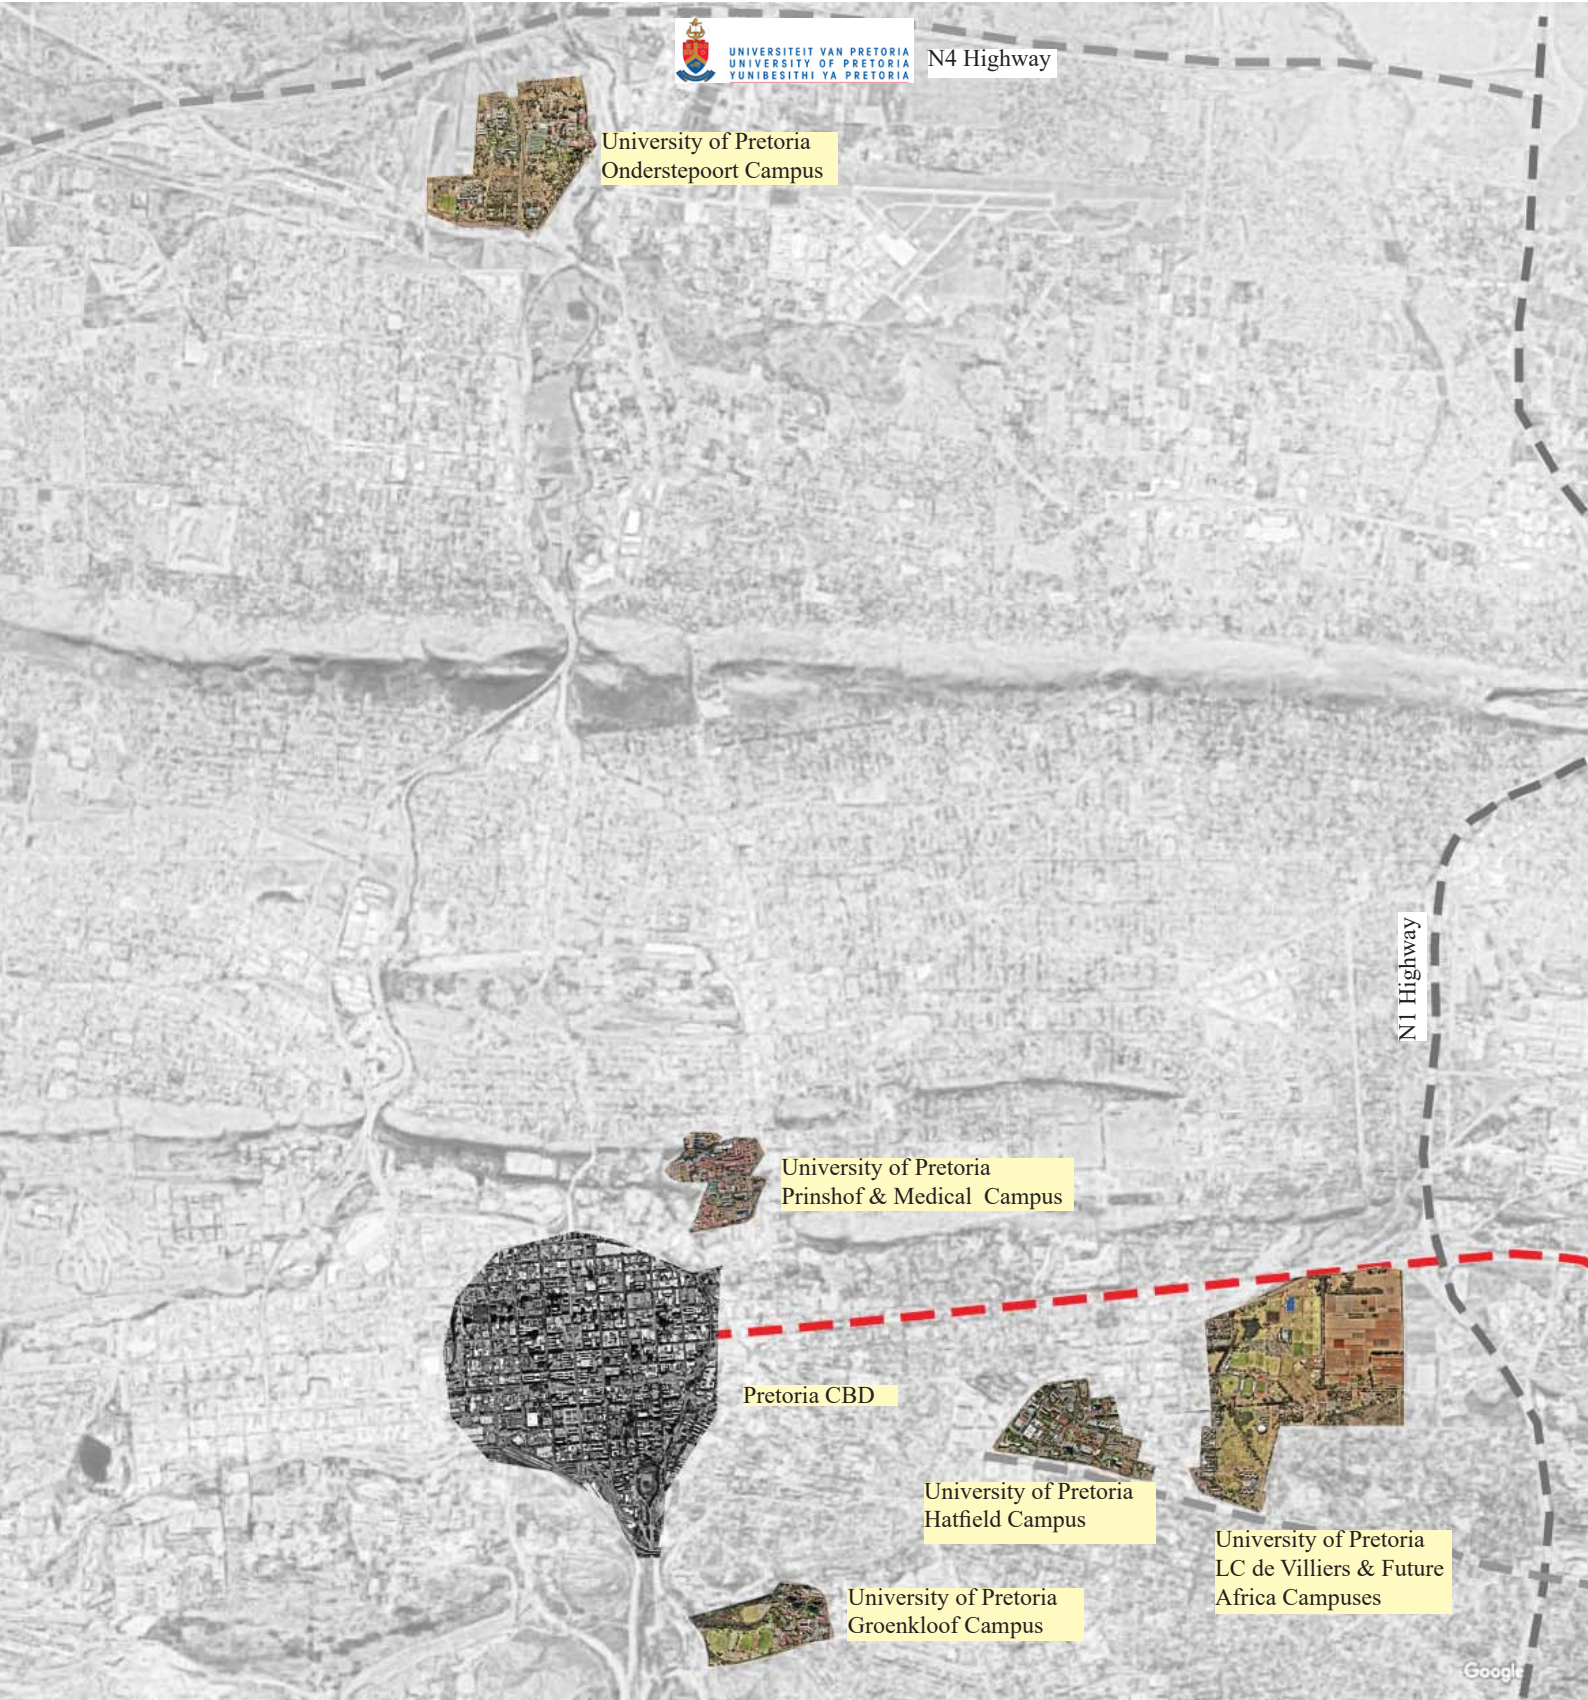 UNIVERSITEIT VAN PRETORIA
UNIVERSITY OF PRETORIA
YUNIBESITHI YA PRETORIA
N4 Highway
University of Pretoria
Onderstepoort Campus
N1 Highway
University of Pretoria
Prinshof & Medical Campus
Pretoria CBD
University of Pretoria
Hatfield Campus
University of Pretoria
LC de Villiers & Future
Africa Campuses
University of Pretoria
Groenkloof Campus
Google